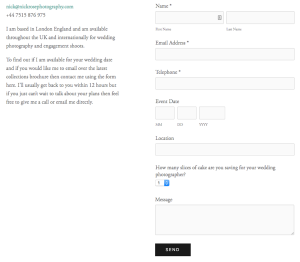 nick@nickrosephotography.com
+44 7515 876 975
I am based in London England and am available
throughout the UK and internationally for wedding
photography and engagement shoots.
To find out if I am available for your wedding date
and if you would like me to email over the latest
collections brochure then contact me using the form
here. I'll usually get back to you within 12 hours but
if you just can't wait to talk about your plans then feel
free to give me a call or email me directly.
Name *
First Name
Last Name
Email Address *
Telephone *
Event Date
MM
DD
YYYY
Location
How many slices of cake are you saving for your wedding
photographer?
Message
SEND